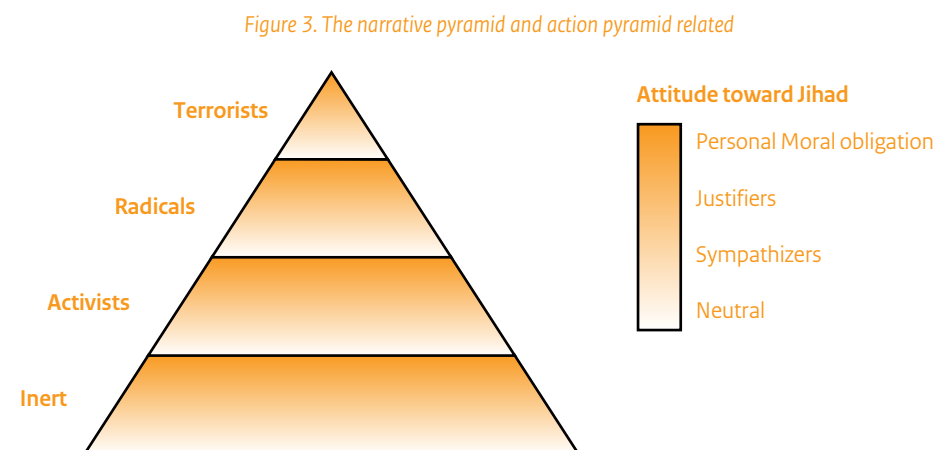 Figure 3. The narrative pyramid and action pyramid related
Attitude toward Jihad
Terrorists
Personal Moral obligation
Justifiers
Radicals
Sympathizers
Activists
Neutral
Inert